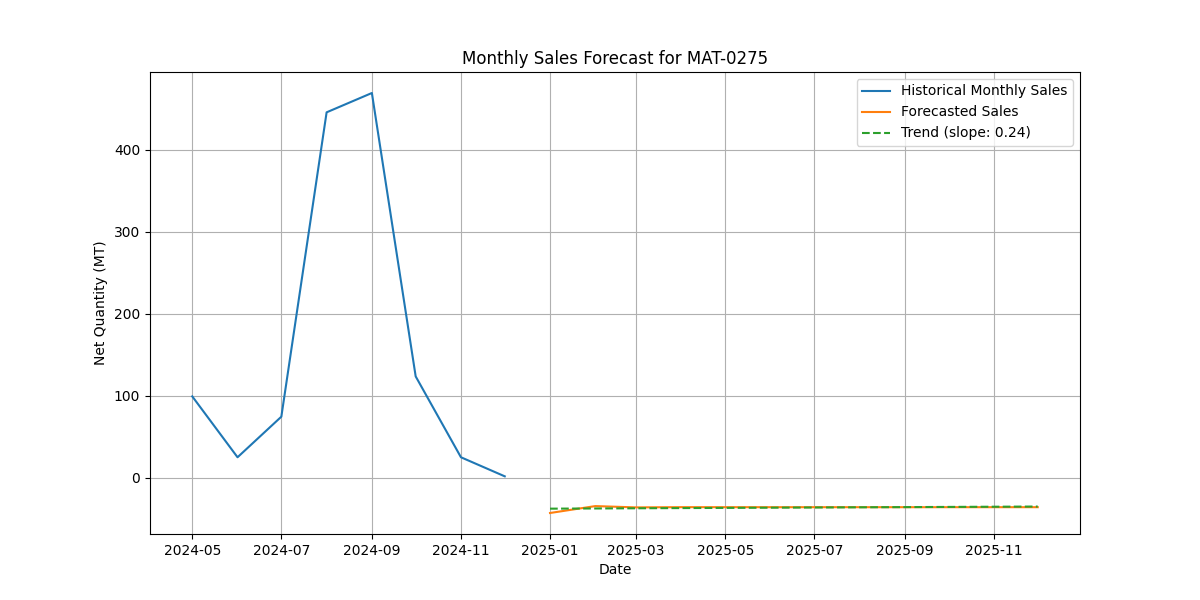 Monthly Sales Forecast for MAT-0275
Historical Monthly Sales
Forecasted Sales
Trend (slope: 0.24)
Net Quantity (MT)
400
300
200
100
0
2024-05 2024-07 2024-09 2024-11 2025-01 2025-03 2025-05 2025-07 2025-09 2025-11
Date